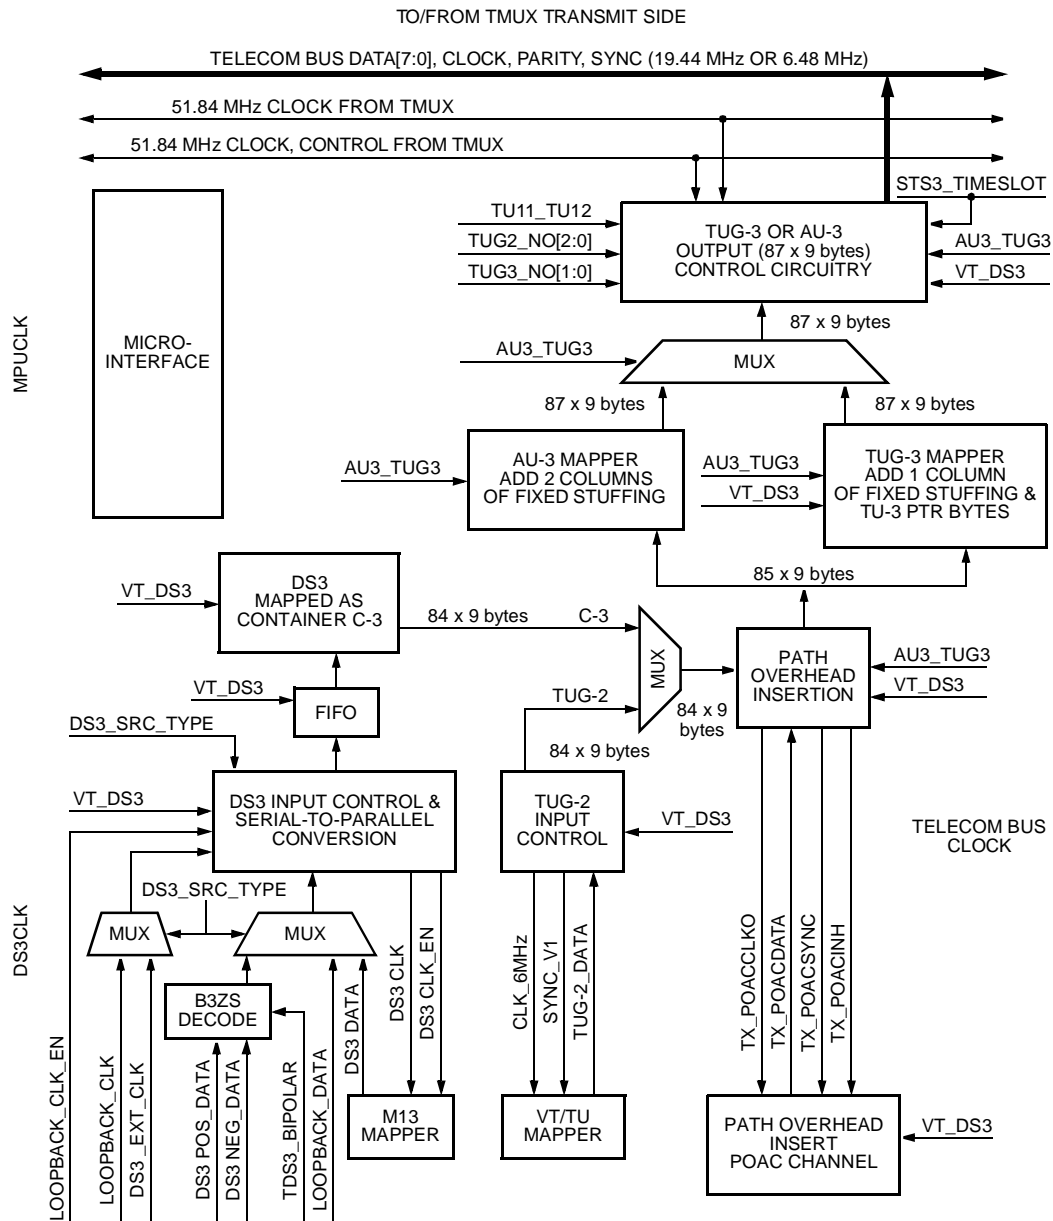 TO/FROM TMUX TRANSMIT SIDE
TELECOM BUS DATA[7:0], CLOCK, PARITY, SYNC (19.44 MHz OR 6.48 MHz)
51.84 MHz CLOCK FROM TMUX
51.84 MHz CLOCK, CONTROL FROM TMUX
STS3_TIMESLOT
TU11_TU12
TUG2_NO[2:0]
TUG3_NO[1:0]
TUG-3 OR AU-3
OUTPUT (87 x 9 bytes)
CONTROL CIRCUITRY
AU3_TUG3
VT_DS3
MPUCLK
MICRO-
INTERFACE
87 x 9 bytes
AU3_TUG3
MUX
87 x 9 bytes
87 x 9 bytes
AU3_TUG3
AU-3 MAPPER
ADD 2 COLUMNS
OF FIXED STUFFING
AU3_TUG3
VT_DS3
TUG-3 MAPPER
ADD 1 COLUMN
OF FIXED STUFFING &
TU-3 PTR BYTES
85 x 9 bytes
VT_DS3
DS3
MAPPED AS
CONTAINER C-3
84 x 9 bytes
C-3
MUX
TUG-2
84 x 9
bytes
PATH
OVERHEAD
INSERTION
AU3_TUG3
VT_DS3
VT_DS3
FIFO
DS3_SRC_TYPE
84 x 9 bytes
VT_DS3
DS3 INPUT CONTROL &
SERIAL-TO-PARALLEL
CONVERSION
TUG-2
INPUT
CONTROL
VT_DS3
TELECOM BUS
CLOCK
DS3CLK
DS3_SRC_TYPE
MUX
MUX
B3ZS
DECODE
LOOPBACK_CLK_EN
LOOPBACK_CLK
DS3_EXT_CLK
DS3 POS_DATA
DS3 NEG_DATA
TDS3_BIPOLAR
LOOPBACK_DATA
DS3 DATA
DS3 CLK
DS3 CLK_EN
CLK_6MHz
SYNC_V1
TUG-2_DATA
TX_POACCLKO
TX_POACDATA
TX_POACSYNC
TX_POACINH
M13
MAPPER
VT/TU
MAPPER
PATH OVERHEAD
INSERT
POAC CHANNEL
VT_DS3